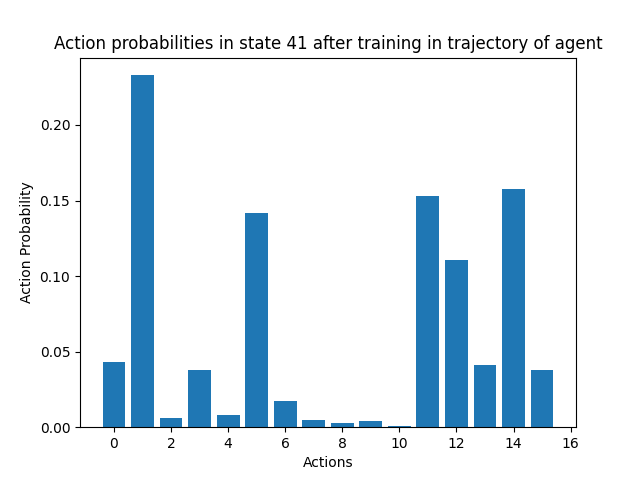 Action probabilities in state 41 after training in trajectory of agent
0.20
0.15
0.10
0.05
0.00
Action Probability
0 2 4 6 8 10 12 14 16
Actions